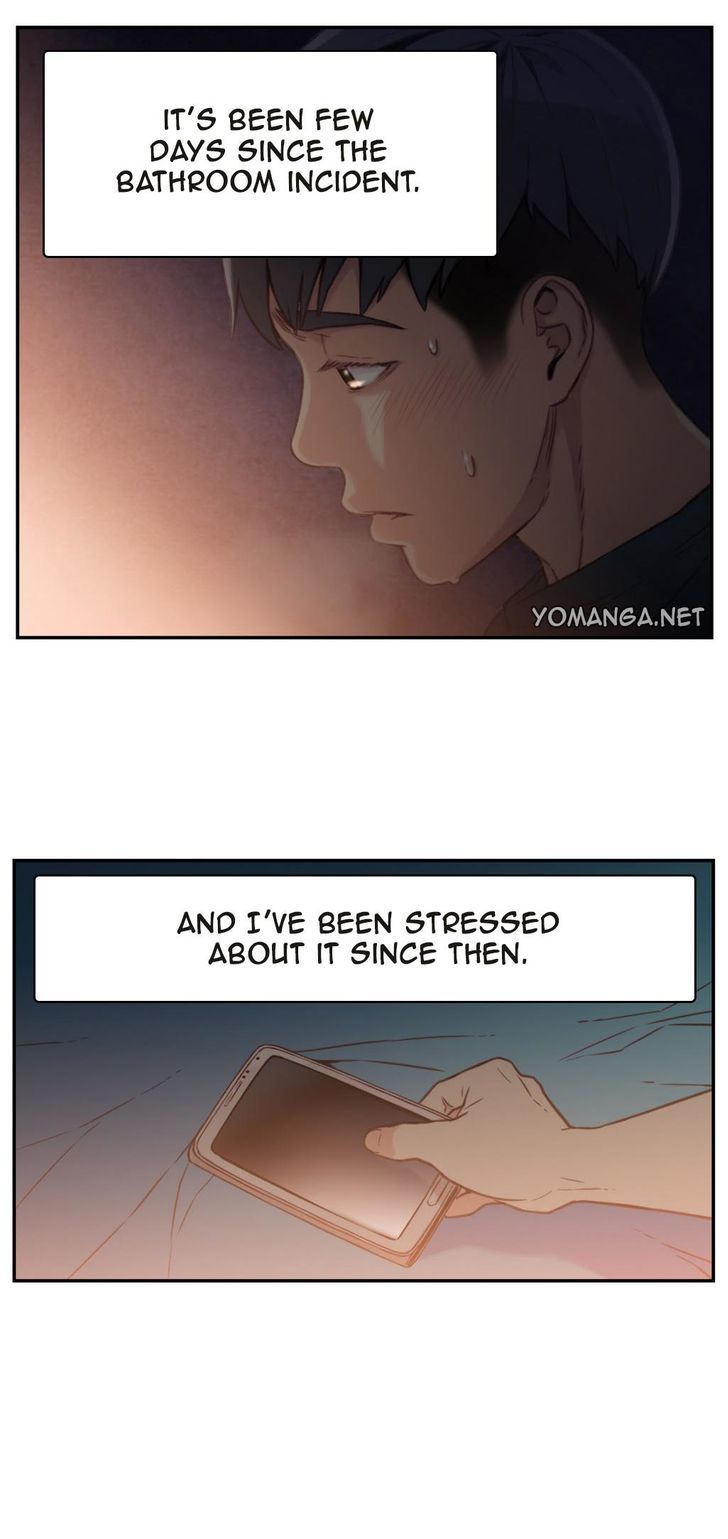 IT'S BEEN FEW
DAYS SINCE THE
BATHROOM INCIDENT.
YOMANGA.NET
AND I'VE BEEN STRESSED
ABOUT IT SINCE THEN.